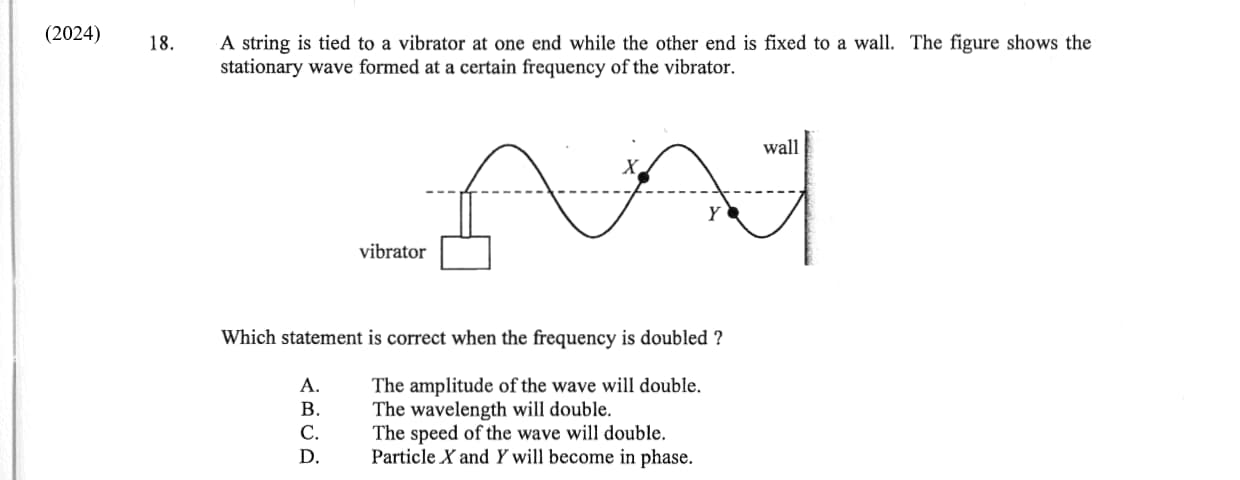 (2024)
18. A string is tied to a vibrator at one end while the other end is fixed to a wall. The figure shows the
stationary wave formed at a certain frequency of the vibrator.
wall
X
Y
vibrator
Which statement is correct when the frequency is doubled ?
A. The amplitude of the wave will double.
B. The wavelength will double.
C. The speed of the wave will double.
D. Particle X and Y will become in phase.